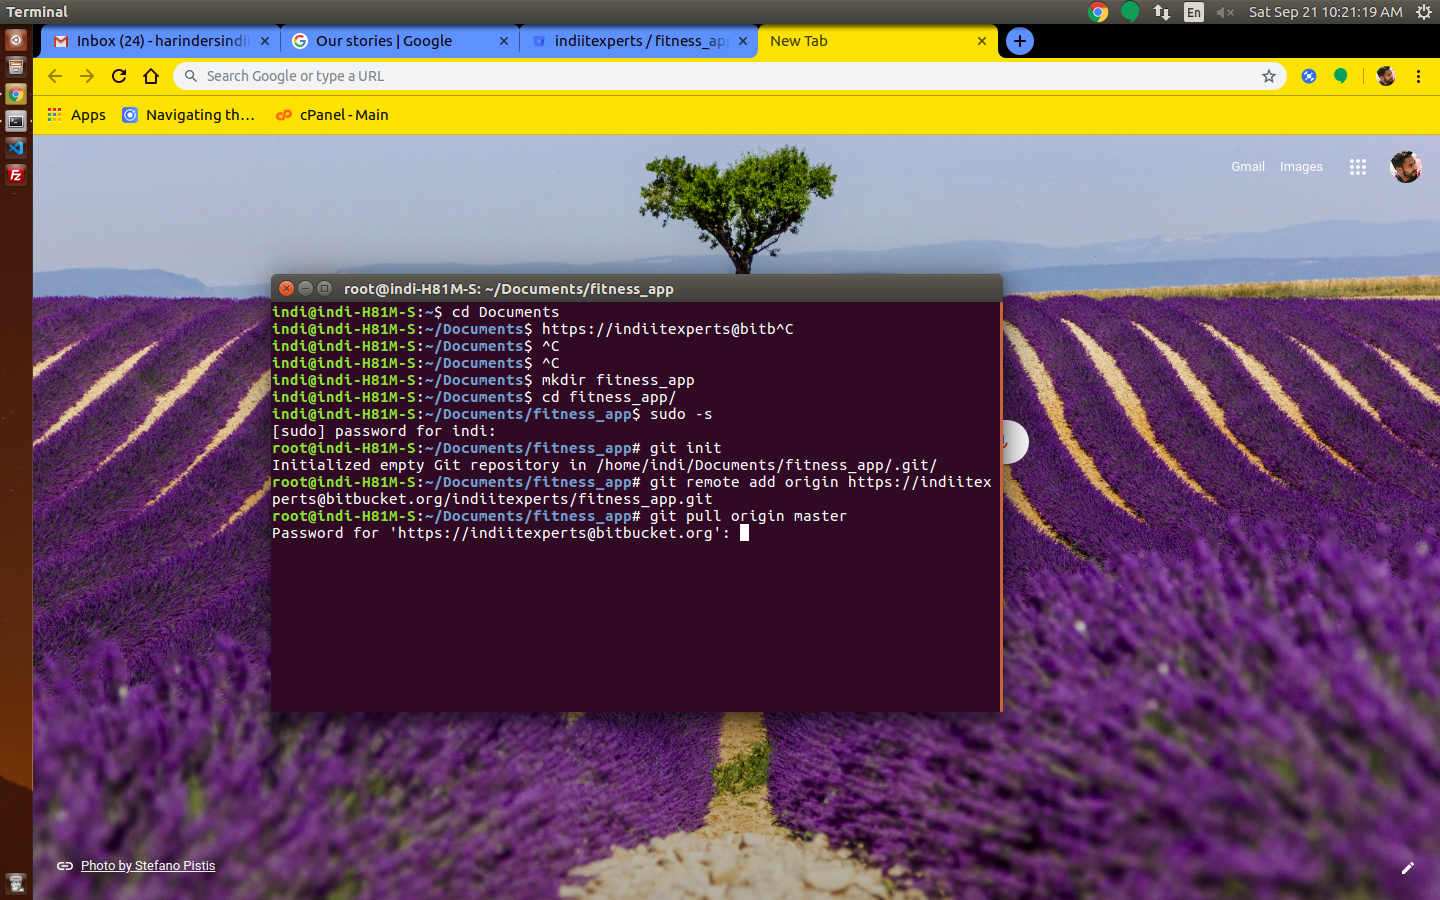 Terminal
En
Sat Sep 21 10:21:19 AM
Inbox (24) - harindersindii
Our stories | Google
indiitexperts / fitness_app
New Tab
Search Google or type a URL
Apps
Navigating th...
cPanel - Main
Gmail
Images
root@indi-H81M-S: ~/Documents/fitness_app
indi@indi-H81M-S:~$ cd Documents
indi@indi-H81M-S:~/Documents$ https://indiitexperts@bitb^C
indi@indi-H81M-S:~/Documents$ ^C
indi@indi-H81M-S:~/Documents$ ^C
indi@indi-H81M-S:~/Documents$ mkdir fitness_app
indi@indi-H81M-S:~/Documents$ cd fitness_app/
indi@indi-H81M-S:~/Documents/fitness_app$ sudo -s
[sudo] password for indi:
root@indi-H81M-S:~/Documents/fitness_app# git init
Initialized empty Git repository in /home/indi/Documents/fitness_app/.git/
root@indi-H81M-S:~/Documents/fitness_app# git remote add origin https://indiitex
perts@bitbucket.org/indiitexperts/fitness_app.git
root@indi-H81M-S:~/Documents/fitness_app# git pull origin master
Password for 'https://indiitexperts@bitbucket.org':
Photo by Stefano Pistis